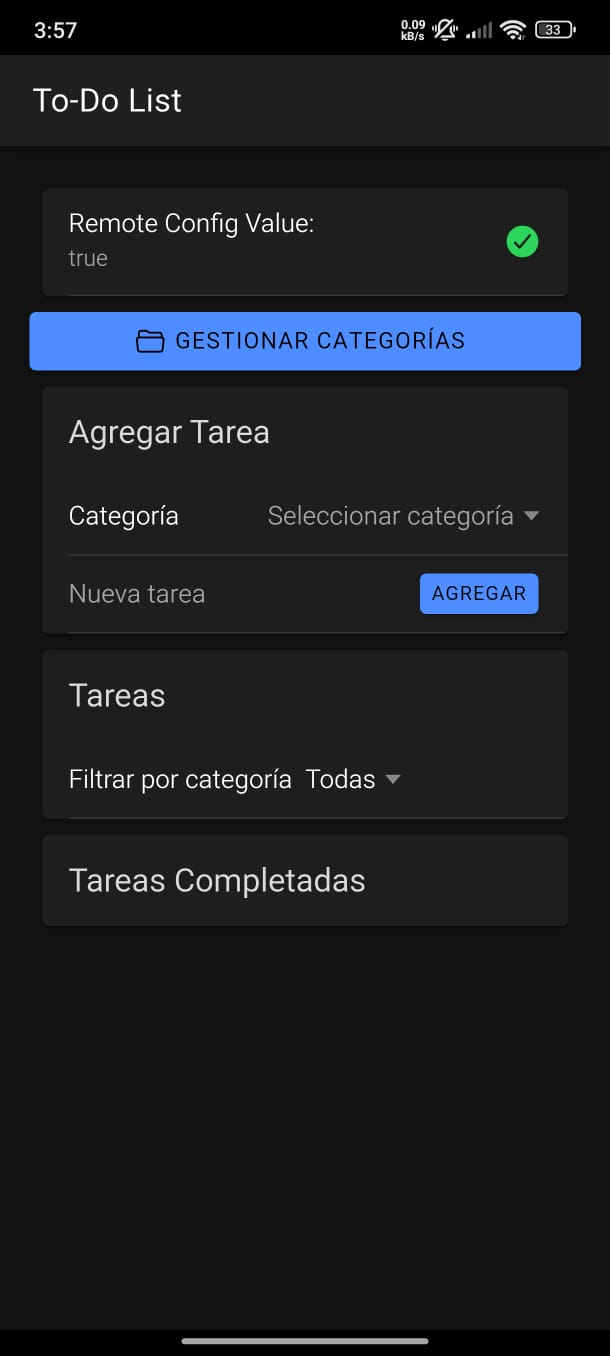 3:57
0.09
kB/s
33
To-Do List
Remote Config Value:
true
GESTIONAR CATEGORÍAS
Agregar Tarea
Categoría Seleccionar categoría
Nueva tarea AGREGAR
Tareas
Filtrar por categoría Todas
Tareas Completadas